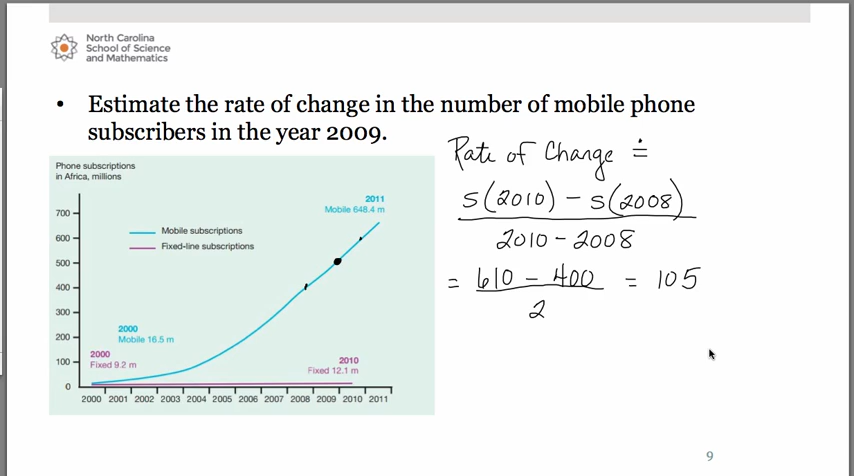 North Carolina
School of Science
and Mathematics
• Estimate the rate of change in the number of mobile phone
subscribers in the year 2009.
Phone subscriptions
in Africa, millions
700
600
500
400
300
200
100
0
Mobile subscriptions
Fixed-line subscriptions
2011
Mobile 648.4 m
2000
Mobile 16.5 m
2000
Fixed 9.2 m
2010
Fixed 12.1 m
2000 2001 2002 2003 2004 2005 2006 2007 2008 2009 2010 2011
Rate of Change ≐
S(2010) - S(2008)
2010 - 2008
= 610 - 400 = 105
2
9